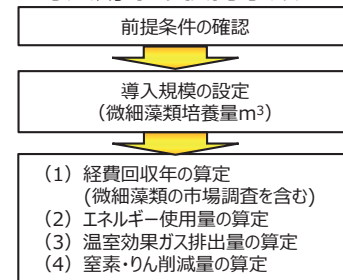 前提条件の確認
導入規模の設定
（微細藻類培養量m³）
（1）経費回収年の算定
(微細藻類の市場調査を含む)
（2）エネルギー使用量の算定
（3）温室効果ガス排出量の算定
（4）窒素・りん削減量の算定